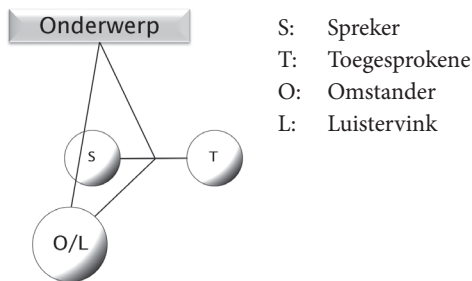 Onderwerp
S: Spreker
T: Toegesprokene
O: Omstander
L: Luistervink
S
T
O/L